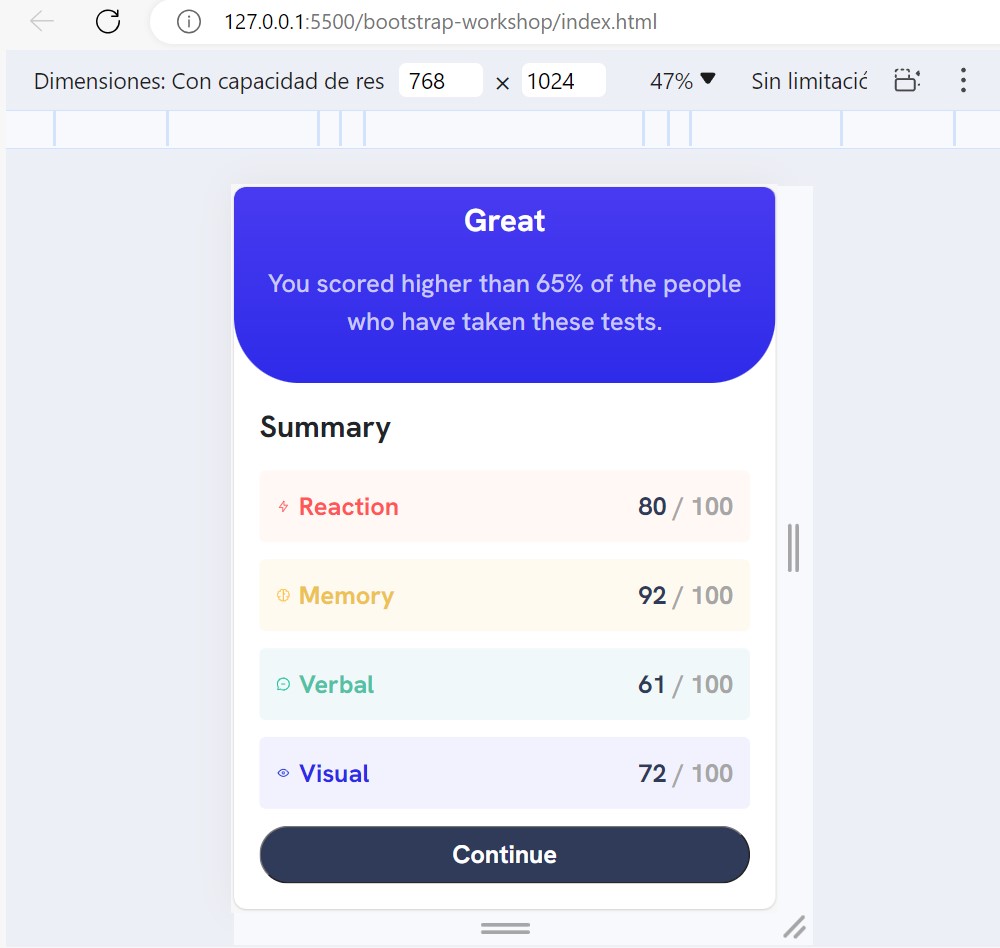 127.0.0.1:5500/bootstrap-workshop/index.html
Dimensiones: Con capacidad de res 768 × 1024 47% Sin limitació
Great
You scored higher than 65% of the people
who have taken these tests.
Summary
Reaction 80 / 100
Memory 92 / 100
Verbal 61 / 100
Visual 72 / 100
Continue